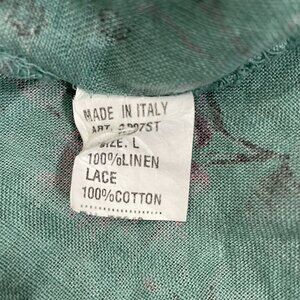 MADE IN ITALY
ART.
SIZE. L
100%LINEN
LACE
100%COTTON